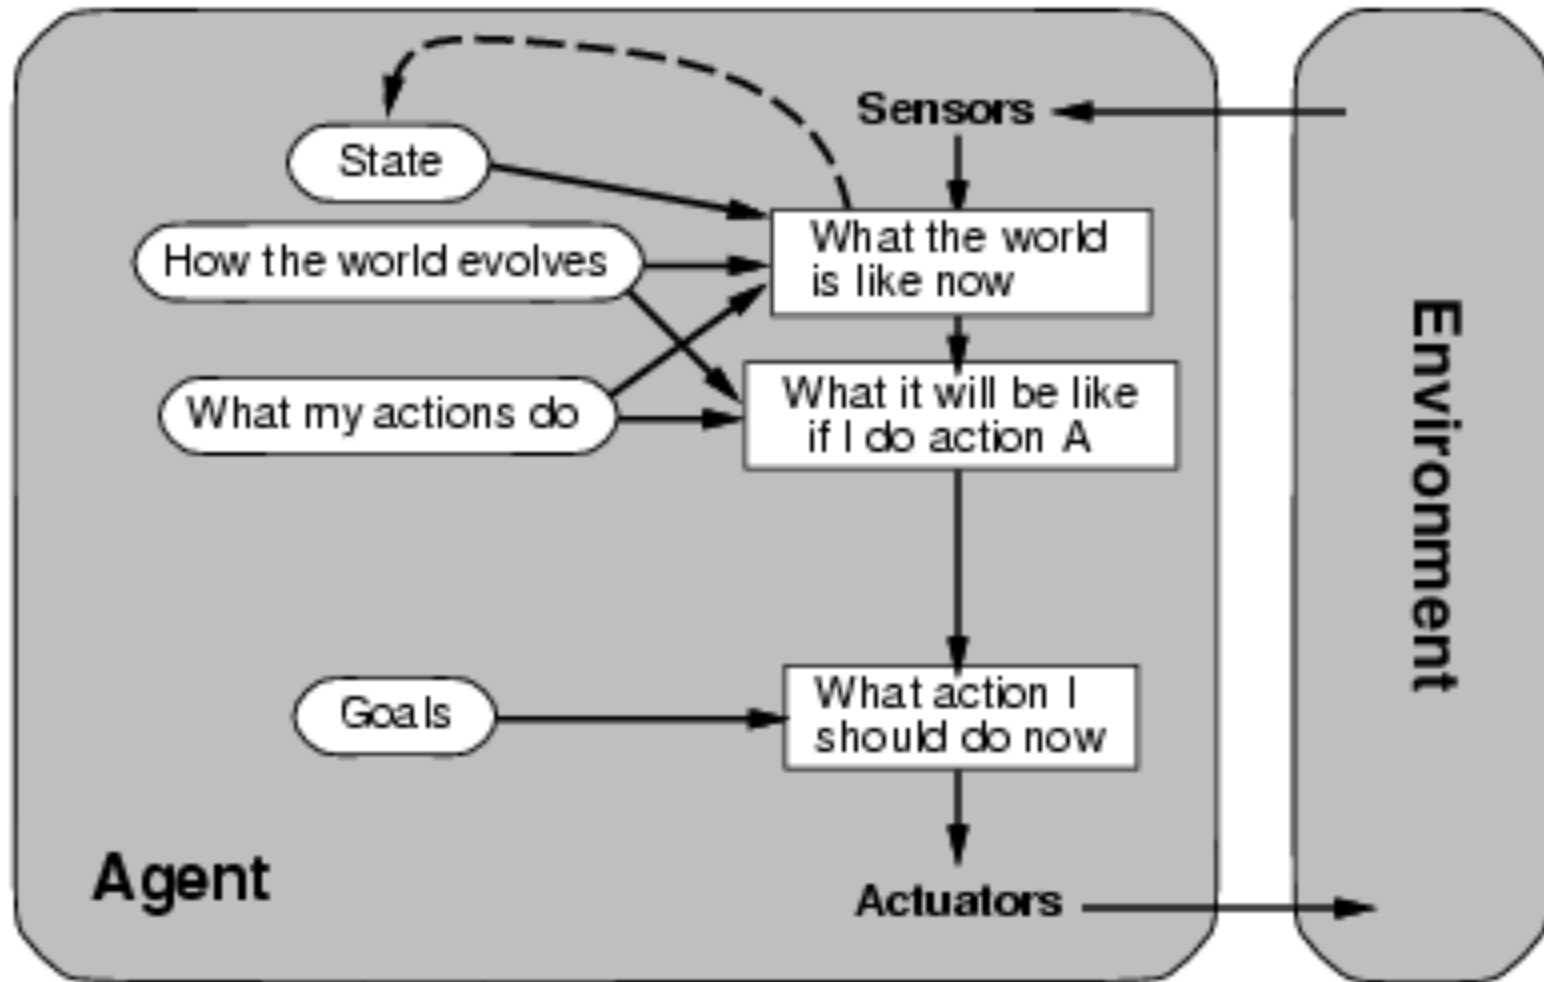 Sensors
State
What the world
is like now
How the world evolves
What it will be like
if I do action A
What my actions do
Environment
Goals
What action I
should do now
Agent
Actuators